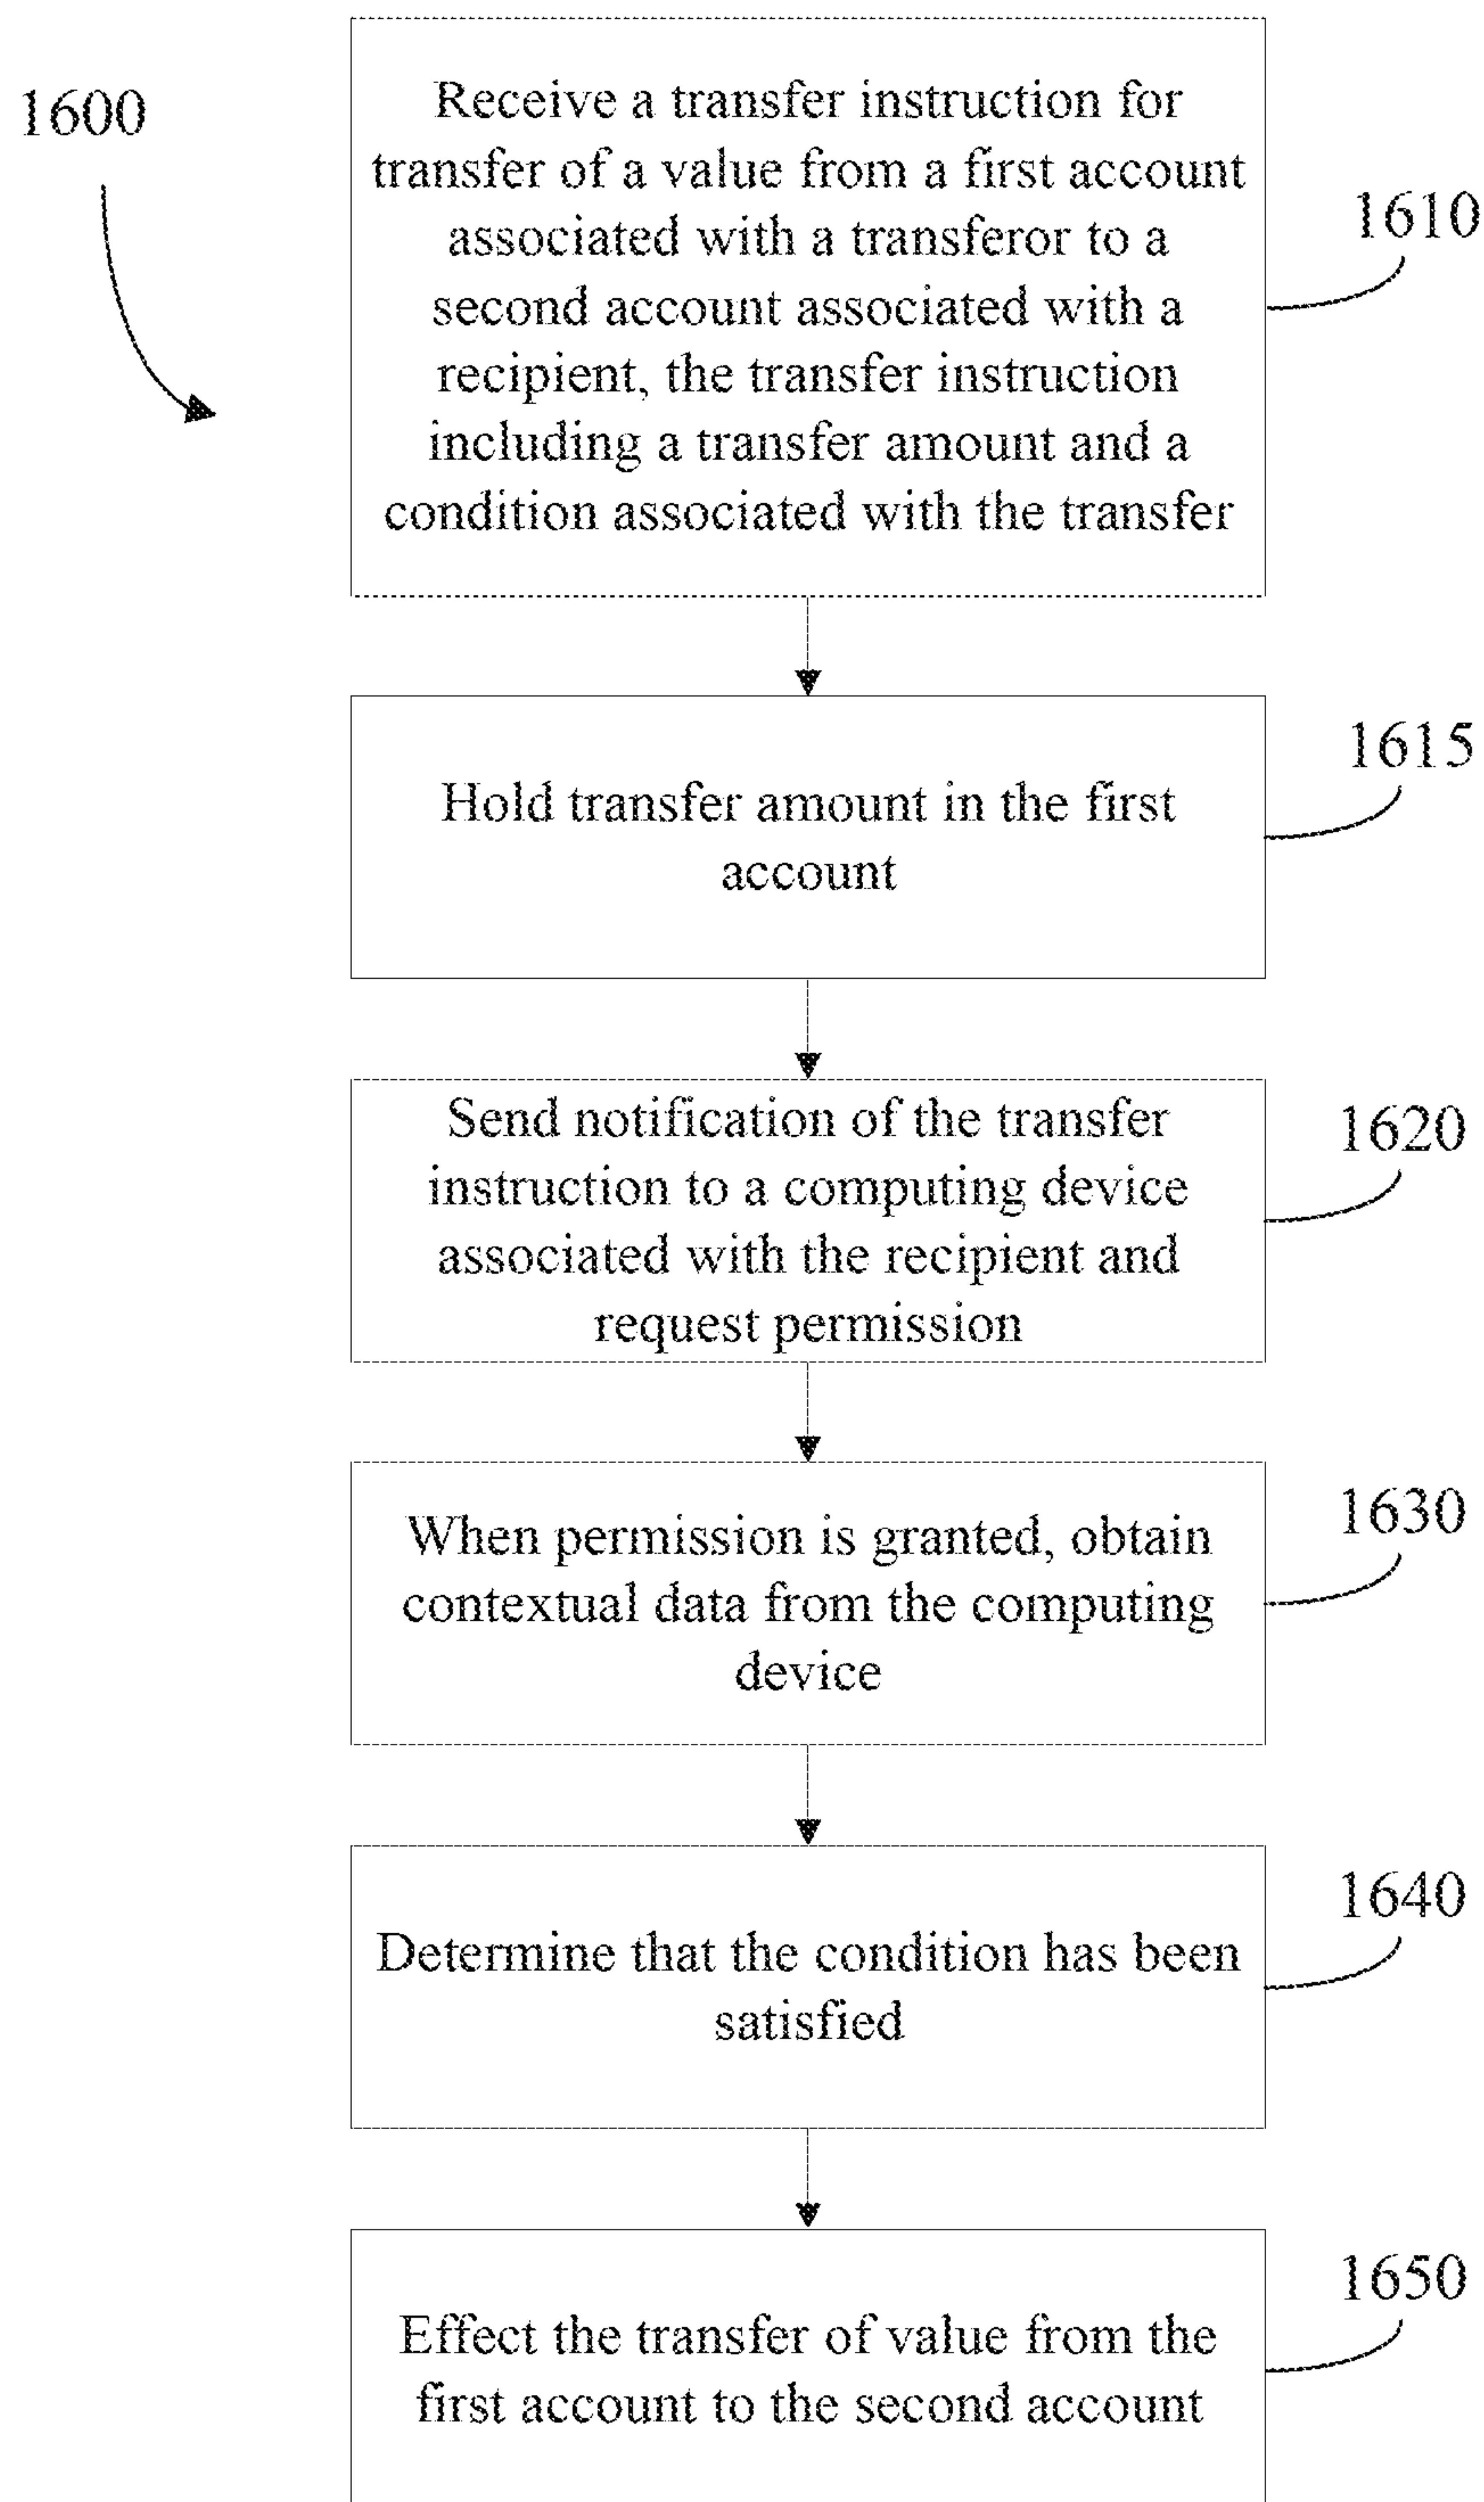 1600
Receive a transfer instruction for
transfer of a value from a first account
associated with a transferor to a
second account associated with a
recipient, the transfer instruction
including a transfer amount and a
condition associated with the transfer
1610
Hold transfer amount in the first
account
1615
Send notification of the transfer
instruction to a computing device
associated with the recipient and
request permission
1620
When permission is granted, obtain
contextual data from the computing
device
1630
Determine that the condition has been
satisfied
1640
Effect the transfer of value from the
first account to the second account
1650